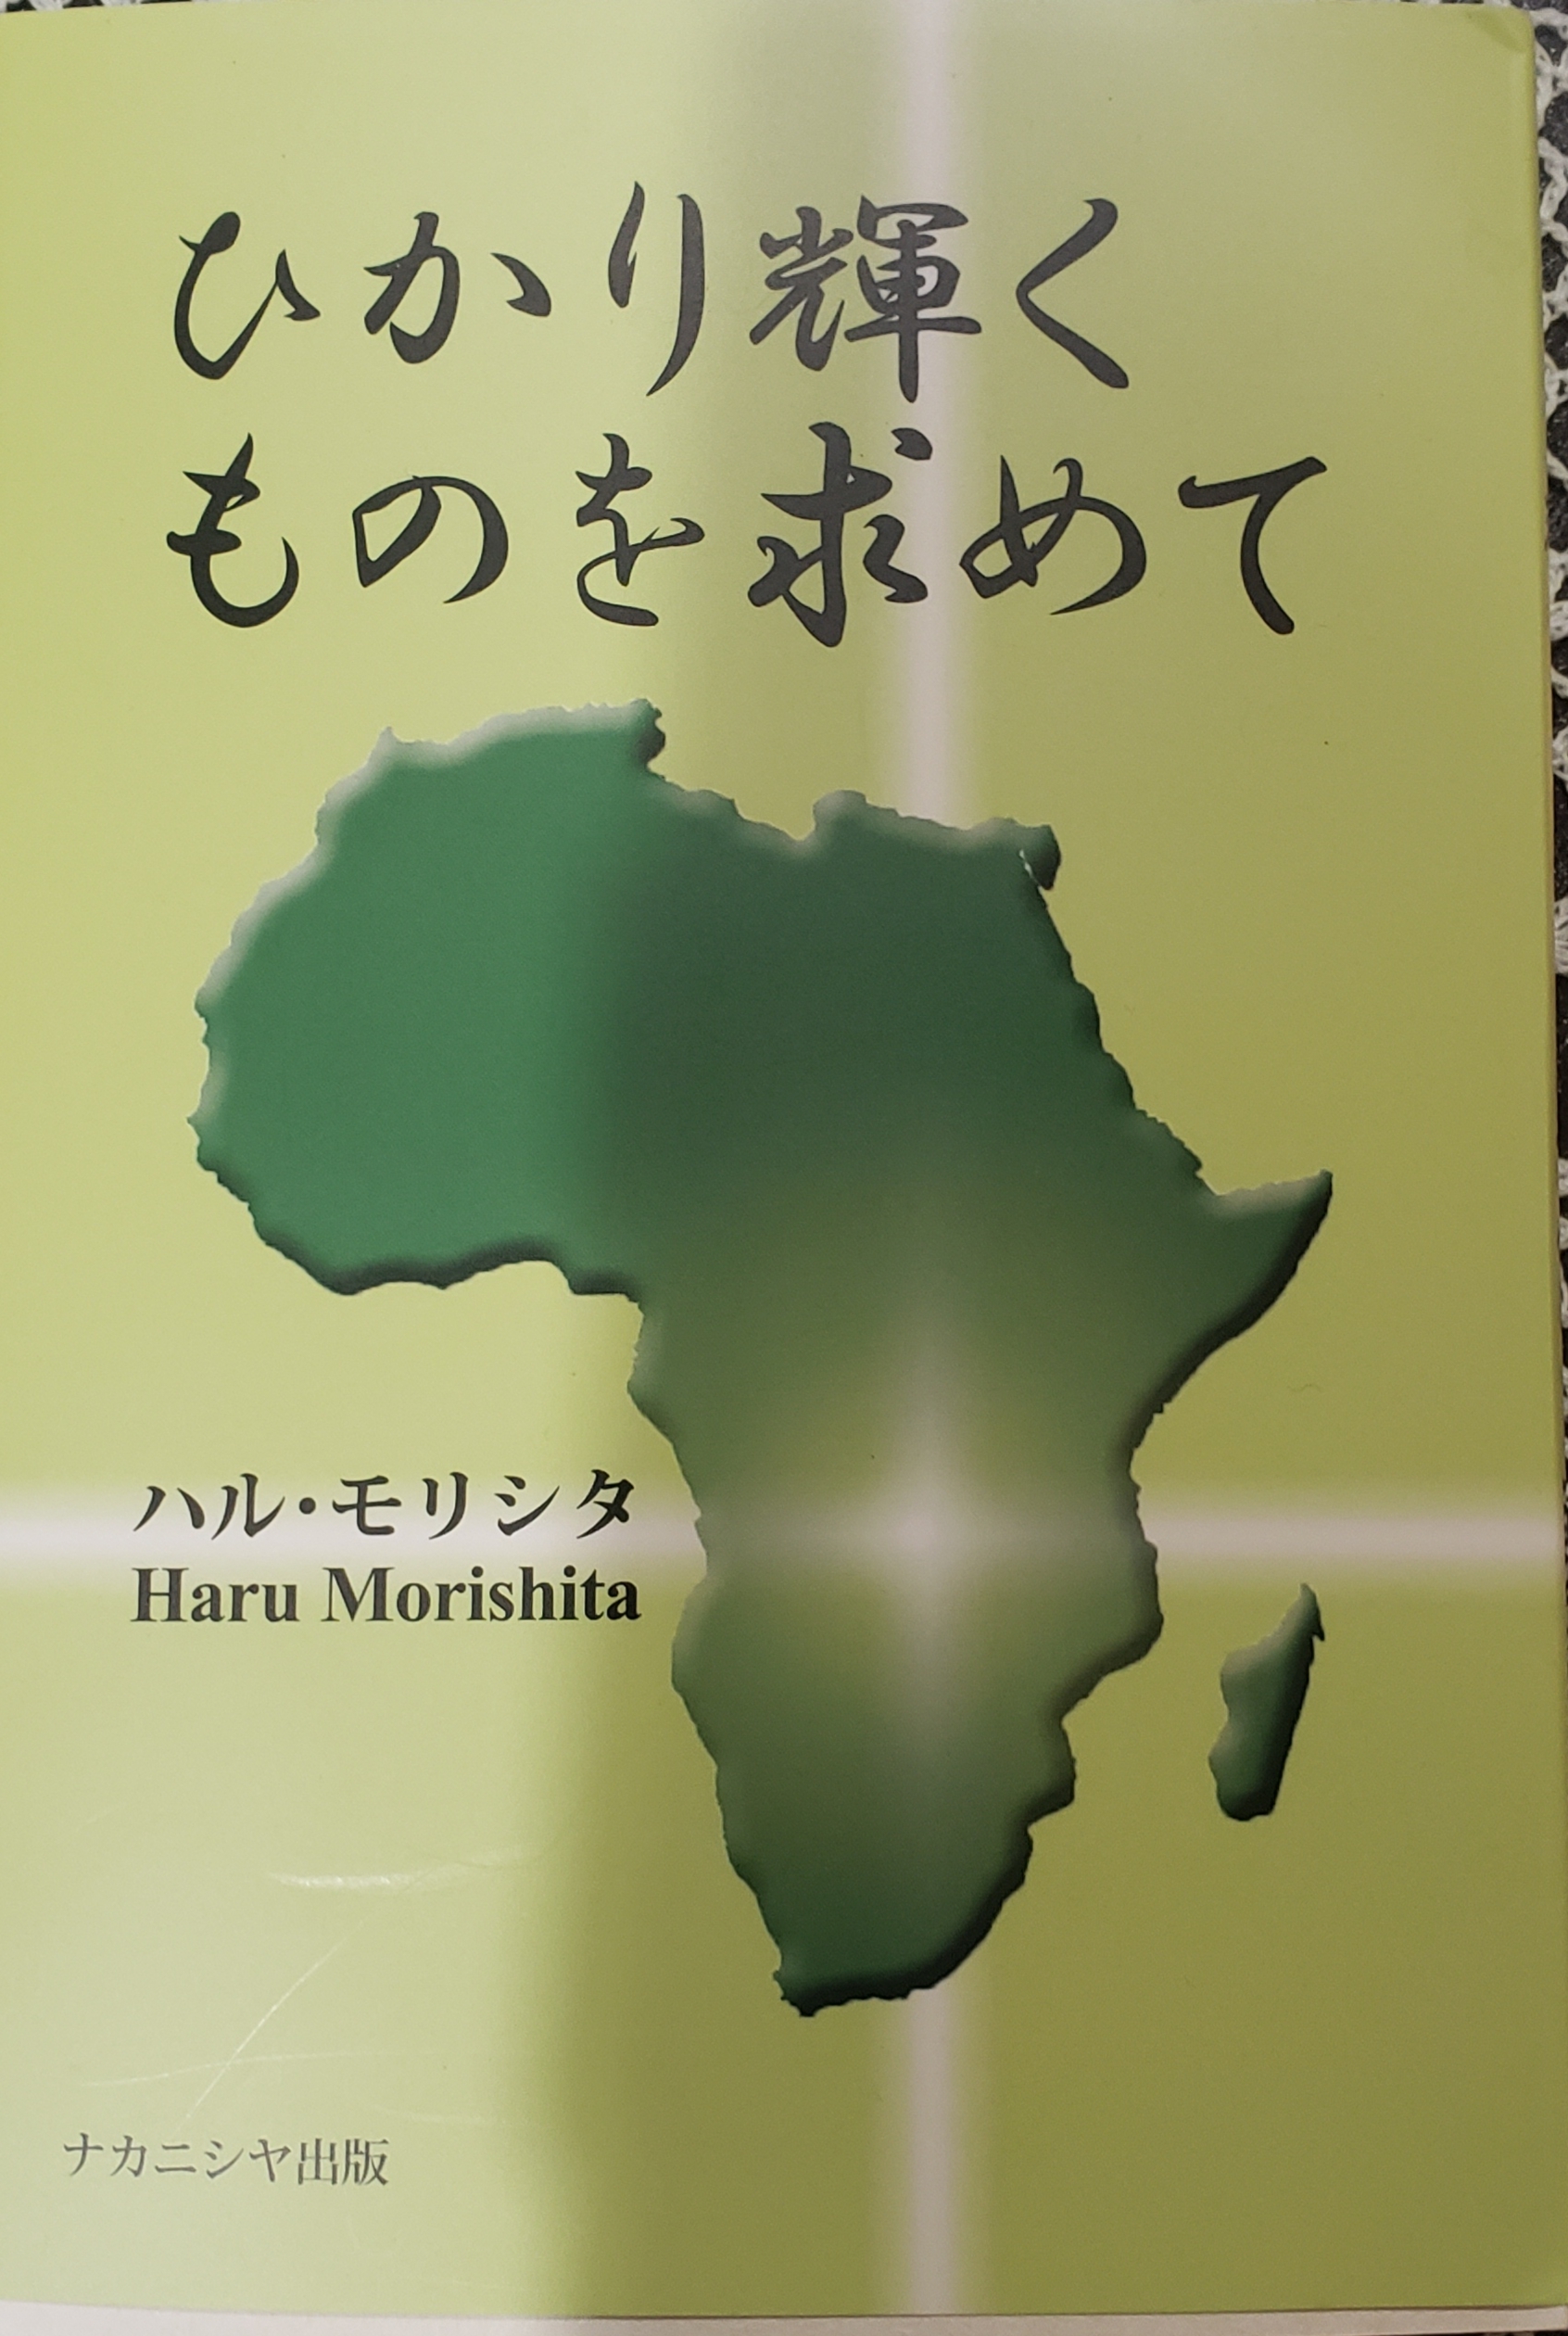 ひかり輝く
ものを求めて
ハル・モリシタ
Haru Morishita
ナカニシヤ出版